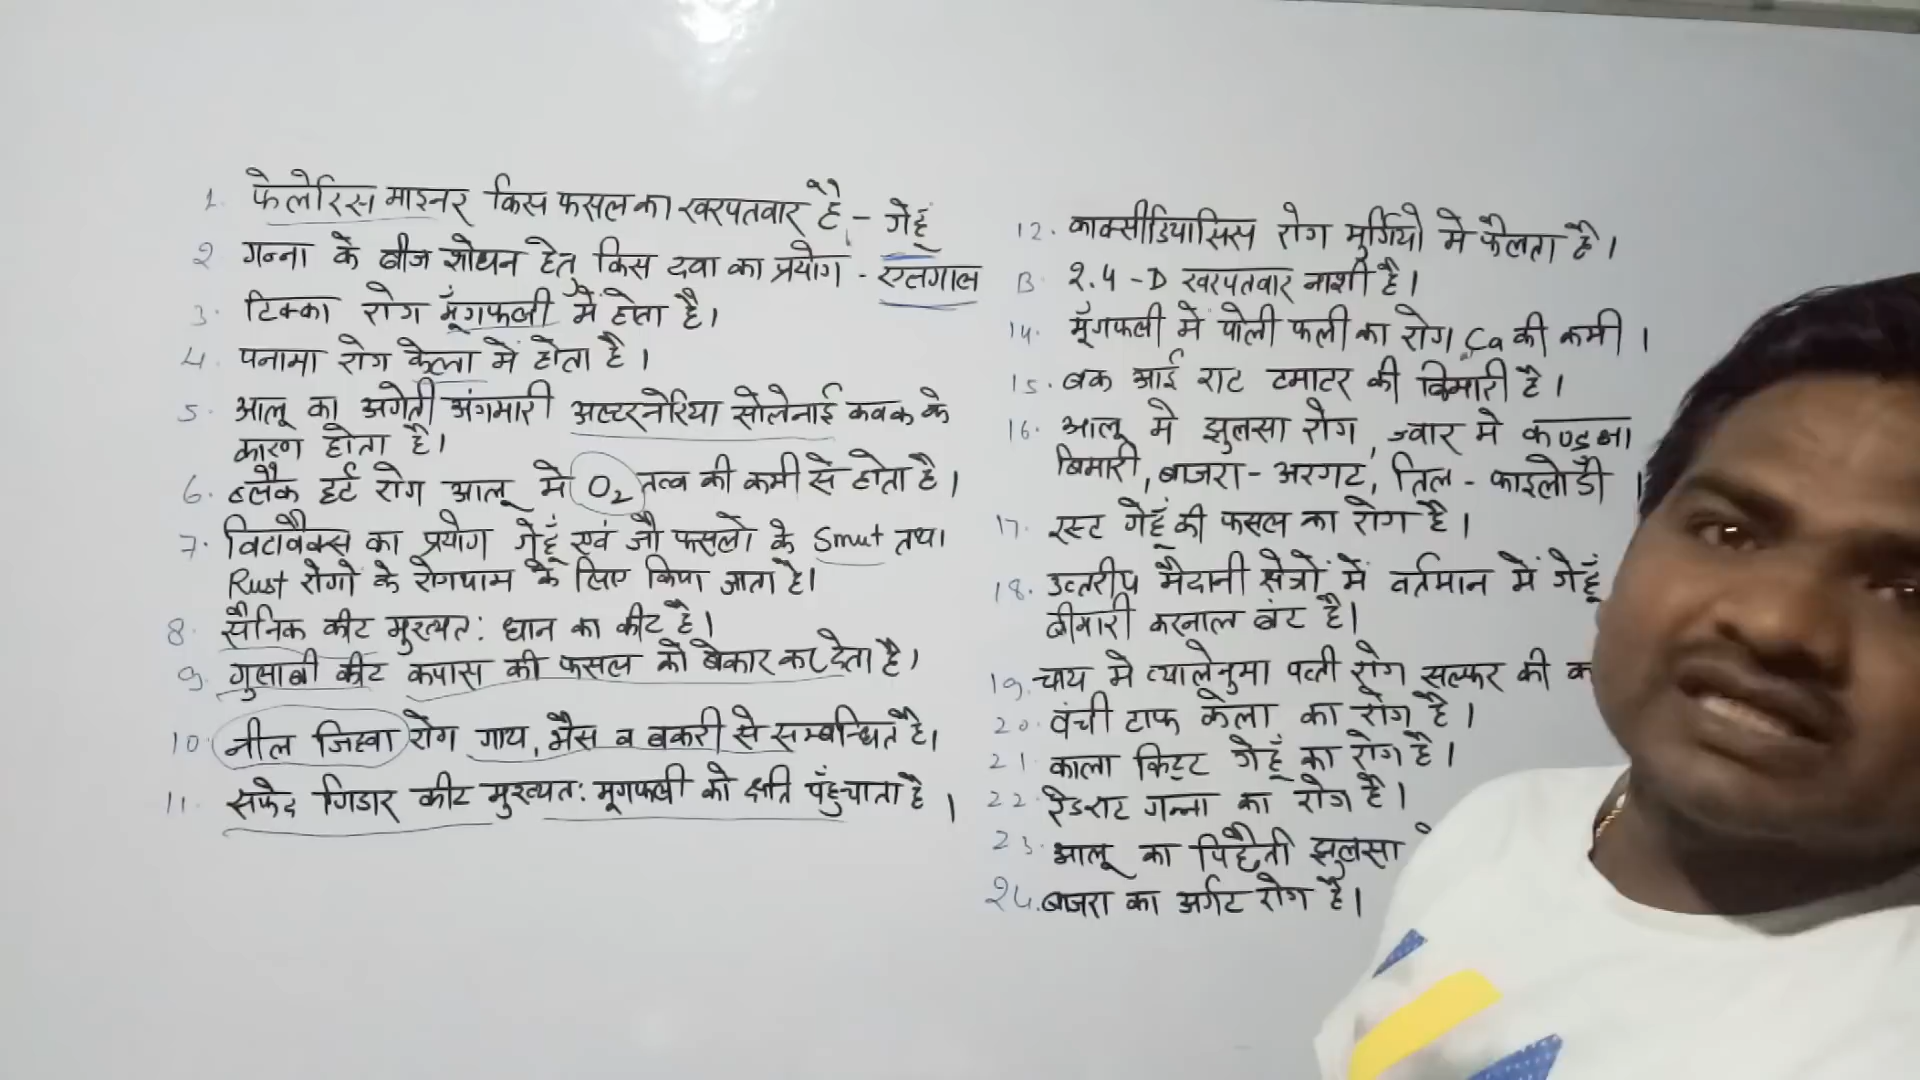 1. फेलेरिस माइनर किस फसल का खरपतवार है, - गेहूँ
2 गन्ना के बीज शोधन हेतु किस दवा का प्रयोग - एलगाल
3. टिक्का रोग मूँगफली में होता है।
4. पनामा रोग केला में होता है।
5. आलू का अगेती अंगमारी अल्टरनेरिया सोलेनाई कवक के
कारण होता है।
6. ब्लैक हर्ट रोग आलू मे O2 तत्व की कमी से होता है।
7. विटावैक्स का प्रयोग गेहूँ एवं जौ फसलो के Smut तथा
Rust रोगों के रोगथाम के लिए किया जाता है।
8. सैनिक कीट मुख्यत: धान का कीट है।
9. गुलाबी कीट कपास की फसल को बेकार कर देता है।
10. नील जिह्वा रोग गाय, भैस व बकरी से सम्बन्धित है।
11. सफेद गिडार कीट मुख्यत: मूगफली को क्षति पहुँचाता है।
12. काक्सीडियासिस रोग मुर्गियो मे फैलता है।
13. 2.4-D खरपतवार नाशी है।
14. मूँगफली में पोली फली का रोग। Ca की कमी।
15. बक आई राट टमाटर की बिमारी है।
16. आलू मे झुलसा रोग, ज्वार मे कण्डुआ
बिमारी, बाजरा - अरगट, तिल - फाइलोडी।
17. रस्ट गेहूँ की फसल का रोग है।
18. उत्तरीय मैदानी क्षेत्रों में वर्तमान में गेहूँ
बीमारी करनाल बंट है।
19. चाय मे प्यालेनुमा पत्ती रोग सल्फर की
20. वंची टाफ केला का रोग है।
21. काला किट्ट गेहूँ का रोग है।
22. रेडराट गन्ना का रोग है।
23. आलू का पिछैती झुलसा
24. बाजरा का अर्गट रोग है।